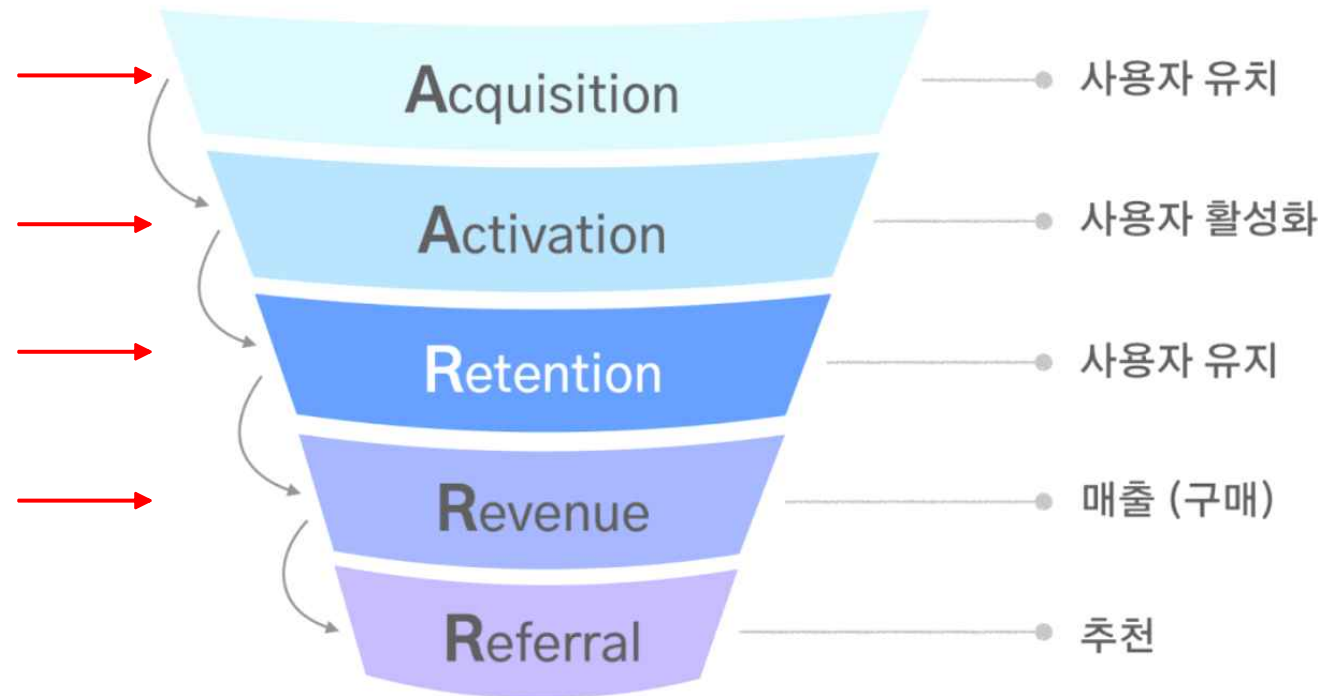 Acquisition
사용자 유치
Activation
사용자 활성화
Retention
사용자 유지
Revenue
매출 (구매)
Referral
추천